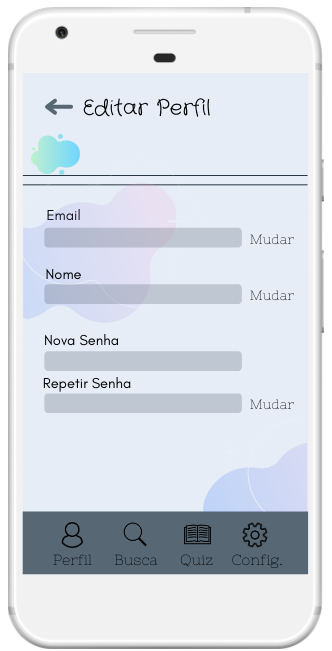 Editar Perfil
Email
Mudar
Nome
Mudar
Nova Senha
Repetir Senha
Mudar
Perfil Busca Quiz Config.